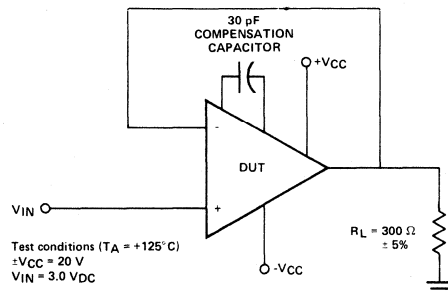 30 pF
COMPENSATION
CAPACITOR
+VCC
-
DUT
VIN
+
RL = 300 Ω
± 5%
Test conditions (TA = +125°C)
±VCC = 20 V
VIN = 3.0 VDC
-VCC